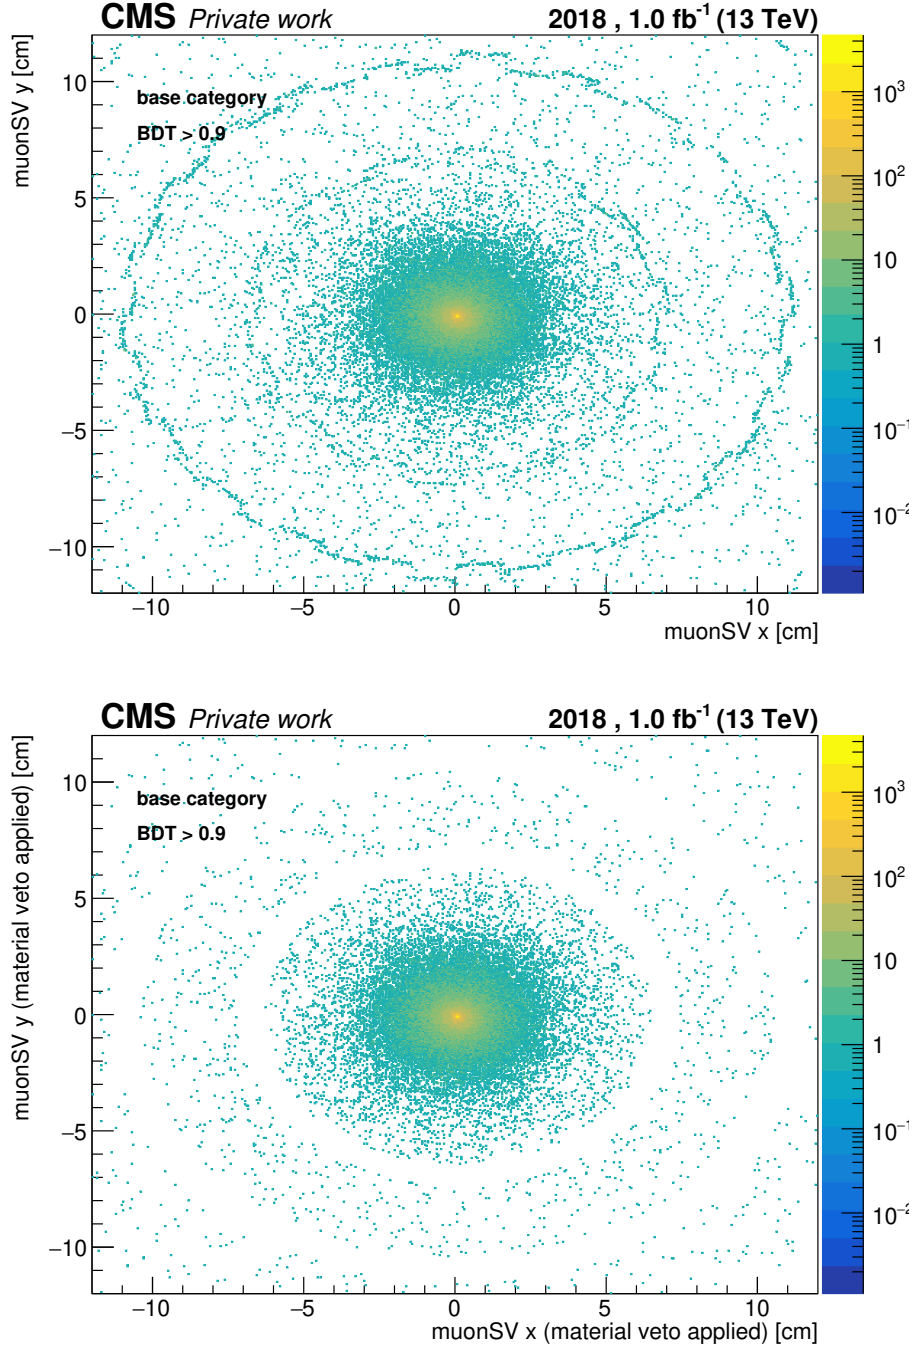 CMS Private work 2018 , 1.0 fb⁻¹ (13 TeV)
muonSV y [cm]
base category
BDT > 0.9
10
5
0
−5
−10
−10 −5 0 5 10
muonSV x [cm]
10³
10²
10
1
10⁻¹
10⁻²
CMS Private work 2018 , 1.0 fb⁻¹ (13 TeV)
muonSV y (material veto applied) [cm]
base category
BDT > 0.9
10
5
0
−5
−10
−10 −5 0 5 10
muonSV x (material veto applied) [cm]
10³
10²
10
1
10⁻¹
10⁻²